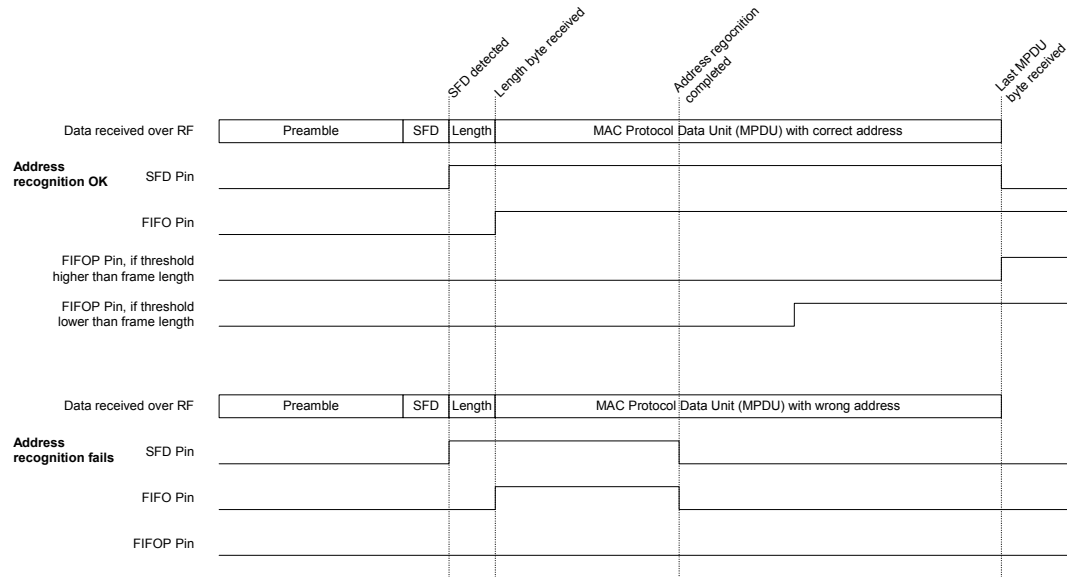 SFD detected
Length byte received
Address regocnition
completed
Last MPDU
byte received
Data received over RF
Preamble
SFD
Length
MAC Protocol Data Unit (MPDU) with correct address
Address
recognition OK
SFD Pin
FIFO Pin
FIFOP Pin, if threshold
higher than frame length
FIFOP Pin, if threshold
lower than frame length
Data received over RF
Preamble
SFD
Length
MAC Protocol Data Unit (MPDU) with wrong address
Address
recognition fails
SFD Pin
FIFO Pin
FIFOP Pin